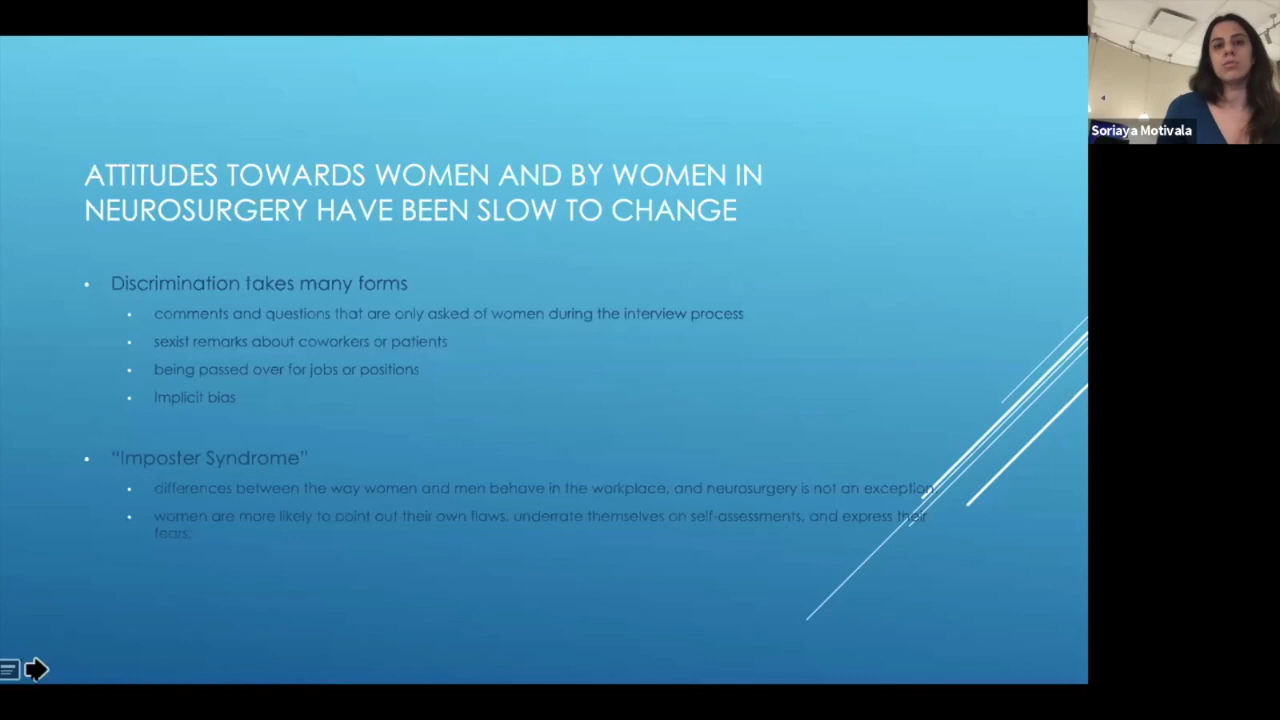 ATTITUDES TOWARDS WOMEN AND BY WOMEN IN
NEUROSURGERY HAVE BEEN SLOW TO CHANGE
• Discrimination takes many forms
• comments and questions that are only asked of women during the interview process
• sexist remarks about coworkers or patients
• being passed over for jobs or positions
• Implicit bias
• "Imposter Syndrome"
• differences between the way women and men behave in the workplace, and neurosurgery is not an exception
• women are more likely to point out their own flaws, underrate themselves on self-assessments, and express their
fears.
Soriaya Motivala